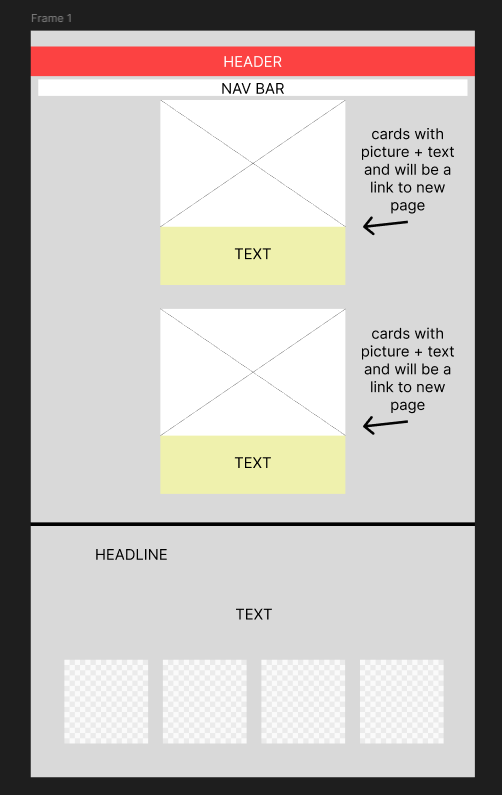 Frame 1
HEADER
NAV BAR
cards with
picture + text
and will be a
link to new
page
TEXT
cards with
picture + text
and will be a
link to new
page
TEXT
HEADLINE
TEXT